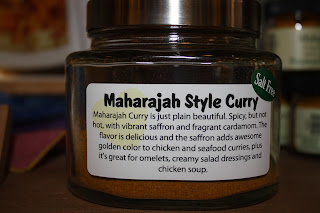 Salt Free
Maharajah Style Curry
Maharajah Curry is just plain beautiful. Spicy, but not
hot, with vibrant saffron and fragrant cardamom. The
flavor is delicious and the saffron adds awesome
golden color to chicken and seafood curries, plus
it's great for omelets, creamy salad dressings and
chicken soup.